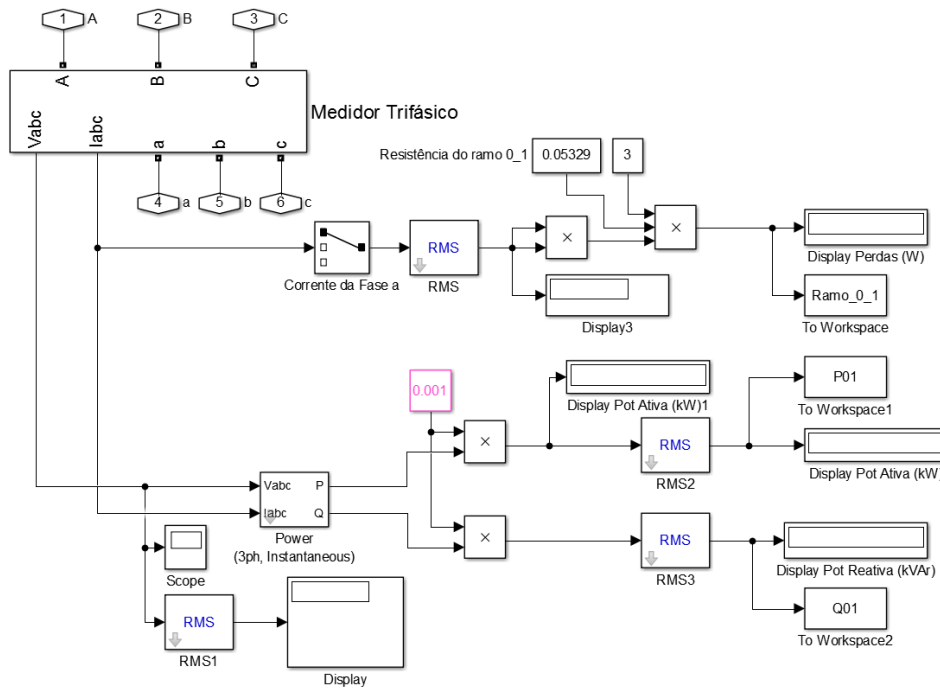 1 A
2 B
3 C
A B C
Vabc
Iabc
Medidor Trifásico
a b c
4 a
5 b
6 c
Resistência do ramo 0_1
0.05329
3
×
×
RMS
Corrente da Fase a
RMS
Display3
Display Perdas (W)
Ramo_0_1
To Workspace
0.001
Display Pot Ativa (kW)1
P01
To Workspace1
×
RMS
RMS2
Display Pot Ativa (kW)
Vabc P
Iabc Q
Power
(3ph, Instantaneous)
×
RMS
RMS3
Display Pot Reativa (kVAr)
Q01
To Workspace2
Scope
RMS
RMS1
Display